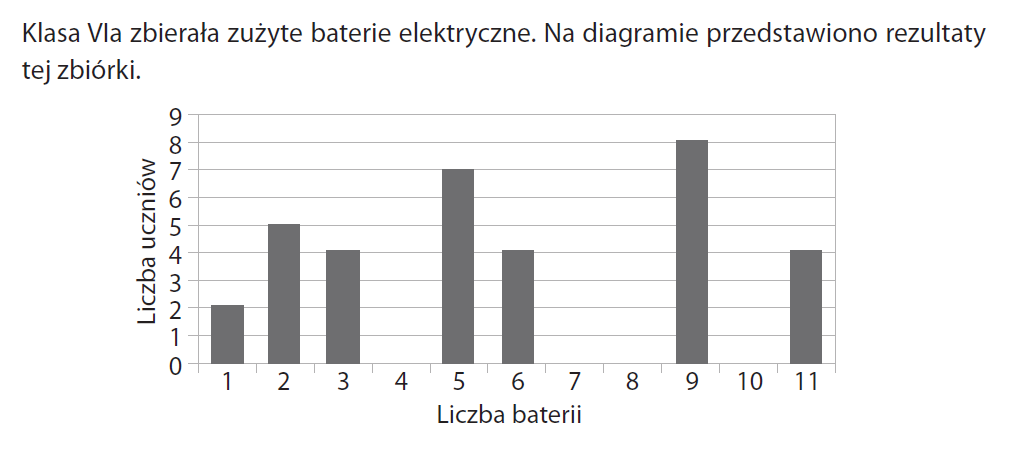 Klasa VIa zbierała zużyte baterie elektryczne. Na diagramie przedstawiono rezultaty
tej zbiórki.
Liczba uczniów
9
8
7
6
5
4
3
2
1
0
1 2 3 4 5 6 7 8 9 10 11
Liczba baterii